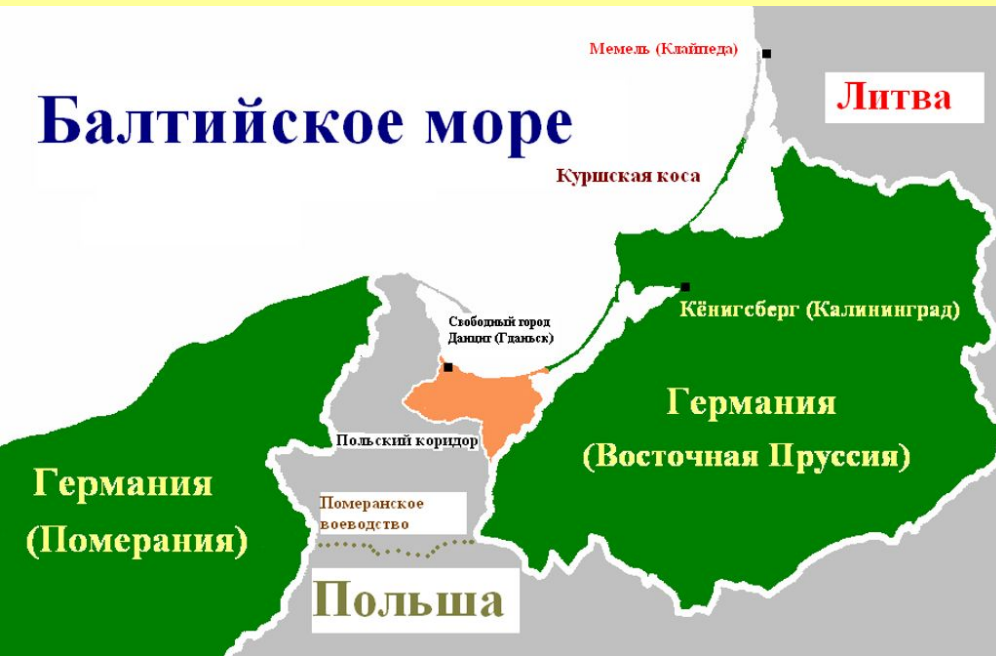 Мемель (Клайпеда)
Литва
Балтийское море
Куршская коса
Свободный город
Данциг (Гданьск)
Кёнигсберг (Калининград)
Германия
(Восточная Пруссия)
Польский коридор
Германия
(Померания)
Померанское
воеводство
Польша